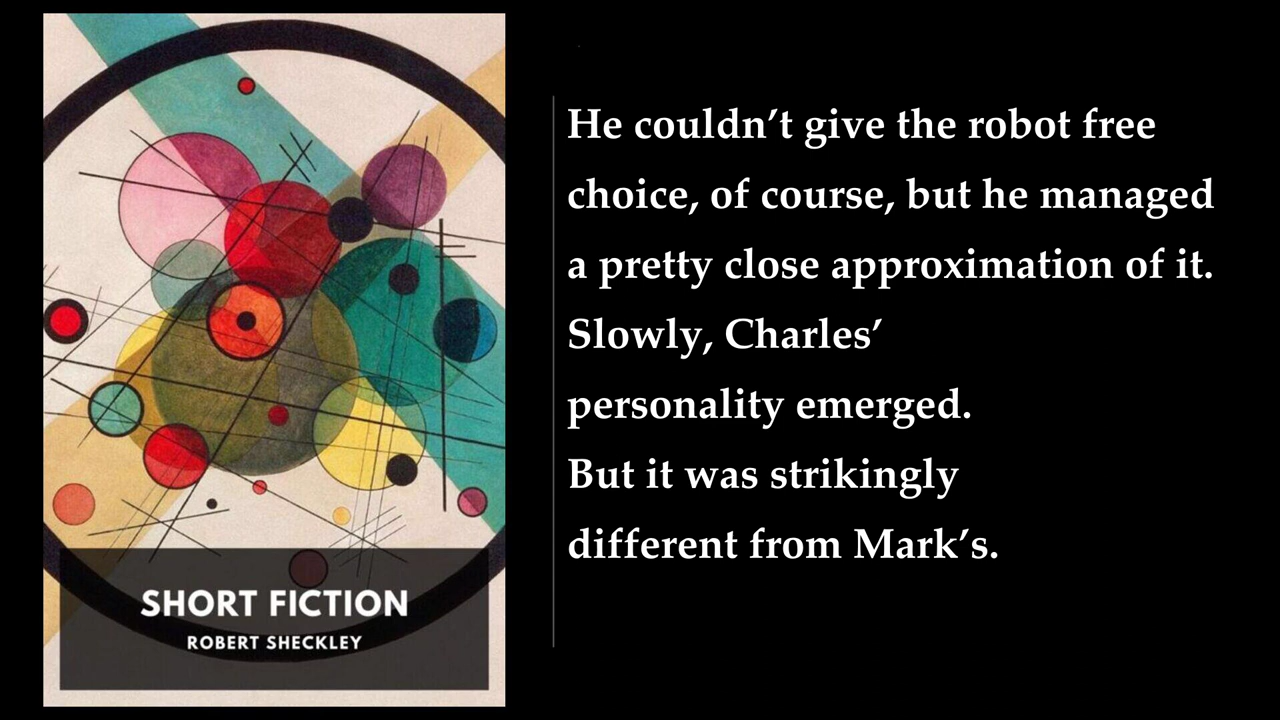 SHORT FICTION
ROBERT SHECKLEY
He couldn’t give the robot free
choice, of course, but he managed
a pretty close approximation of it.
Slowly, Charles’
personality emerged.
But it was strikingly
different from Mark’s.